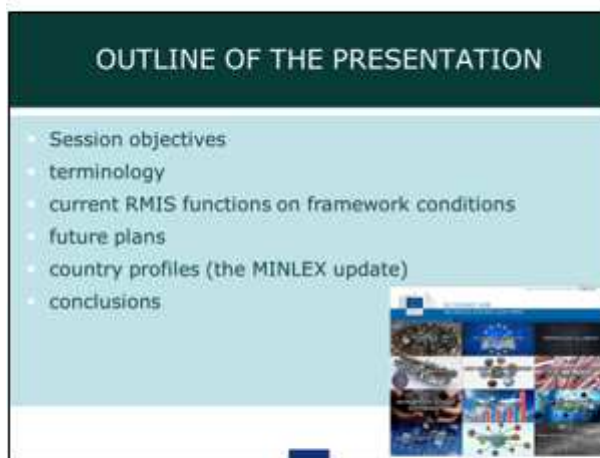 OUTLINE OF THE PRESENTATION
Session objectives
terminology
current RMIS functions on framework conditions
future plans
country profiles (the MINLEX update)
conclusions